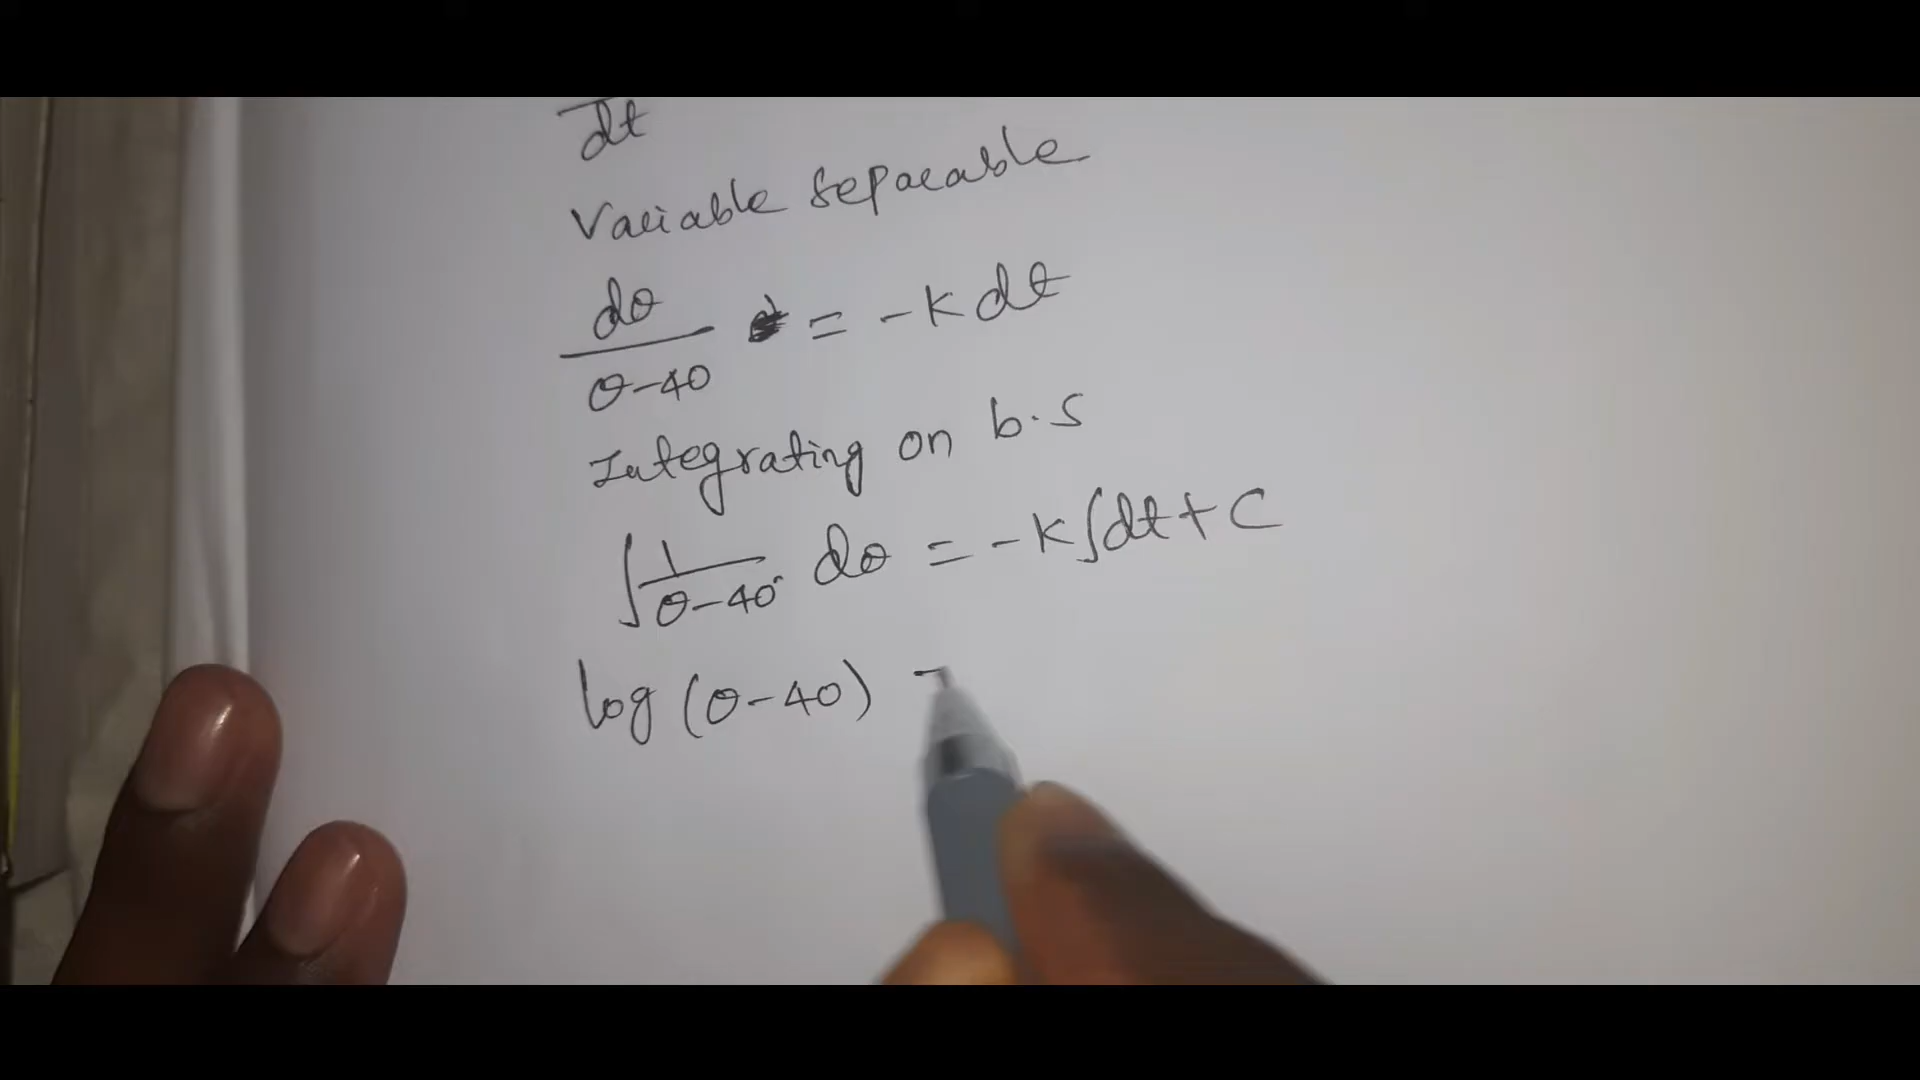 dt
Variable separable
dθ/θ-40 = -k dt
Integrating on b.s
∫ 1/θ-40 dθ = -k∫dt + C
log (θ-40) =